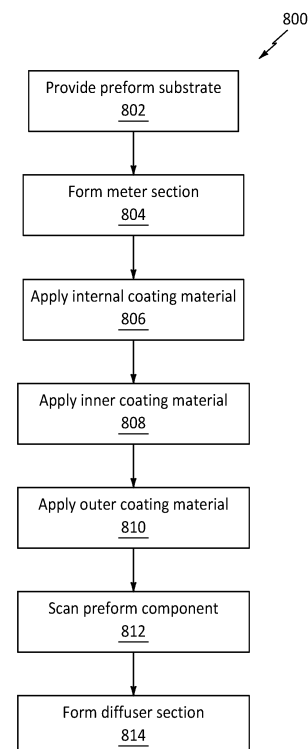 800
Provide preform substrate
802
Form meter section
804
Apply internal coating material
806
Apply inner coating material
808
Apply outer coating material
810
Scan preform component
812
Form diffuser section
814